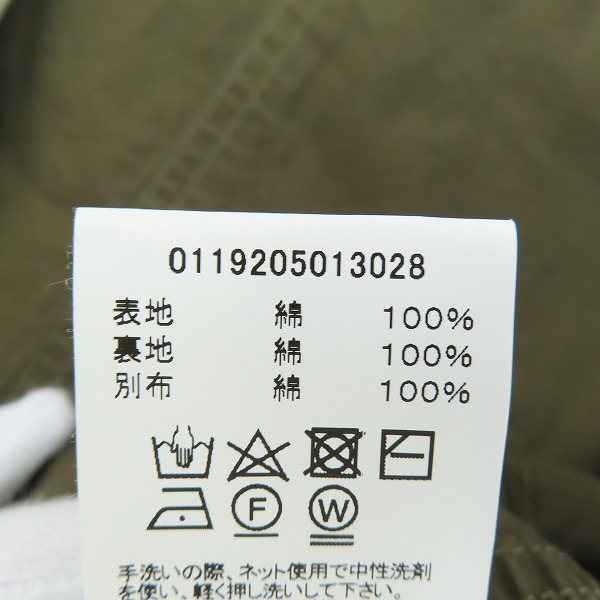 0119205013028
表地 綿 100%
裏地 綿 100%
別布 綿 100%
F W
手洗いの際、ネット使用で中性洗剤
を使い、軽く押し洗いして下さい。